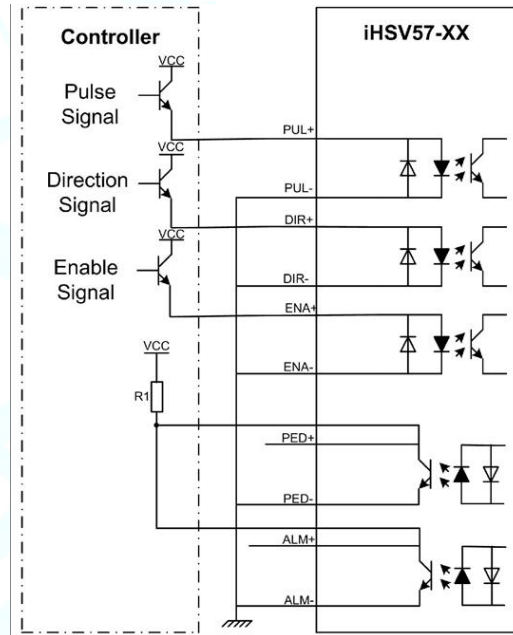 Controller
iHSV57-XX
VCC
Pulse
Signal
PUL+
VCC
Direction
Signal
PUL-
DIR+
VCC
Enable
Signal
DIR-
ENA+
VCC
ENA-
R1
PED+
PED-
ALM+
ALM-